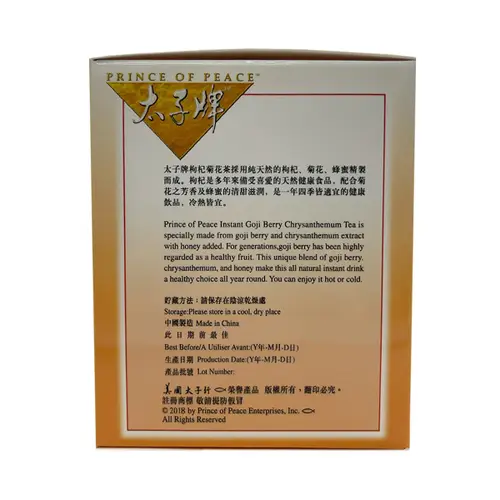 PRINCE OF PEACE™
太子牌
太子牌枸杞菊花茶採用純天然的枸杞、菊花、蜂蜜精製
而成。枸杞是多年來備受喜愛的天然健康食品，配合菊
花之芳香及蜂蜜的清甜滋潤，是一年四季皆適宜的健康
飲品，冷熱皆宜。
Prince of Peace Instant Goji Berry Chrysanthemum Tea is
specially made from goji berry and chrysanthemum extract
with honey added. For generations,goji berry has been highly
regarded as a healthy fruit. This unique blend of goji berry.
chrysanthemum, and honey make this all natural instant drink
a healthy choice all year round. You can enjoy it hot or cold.
貯藏方法：請保存在陰涼乾燥處
Storage:Please store in a cool, dry place
中國製造 Made in China
此日期前最佳
Best Before/A Utiliser Avant:(Y年-M月-D日)
生產日期 Production Date:(Y年-M月-D日)
產品批號 Lot Number:
美國太子行 榮譽產品 版權所有，翻印必究。
註冊商標 敬請提防假冒
©2018 by Prince of Peace Enterprises, Inc.
All Rights Reserved